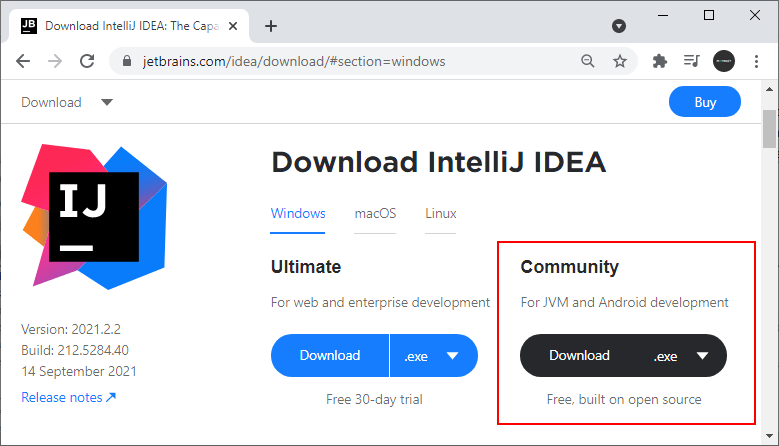 Download IntelliJ IDEA: The Capa
jetbrains.com/idea/download/#section=windows
Download
Buy
IJ
Download IntelliJ IDEA
Windows macOS Linux
Ultimate
For web and enterprise development
Download .exe
Free 30-day trial
Community
For JVM and Android development
Download .exe
Free, built on open source
Version: 2021.2.2
Build: 212.5284.40
14 September 2021
Release notes